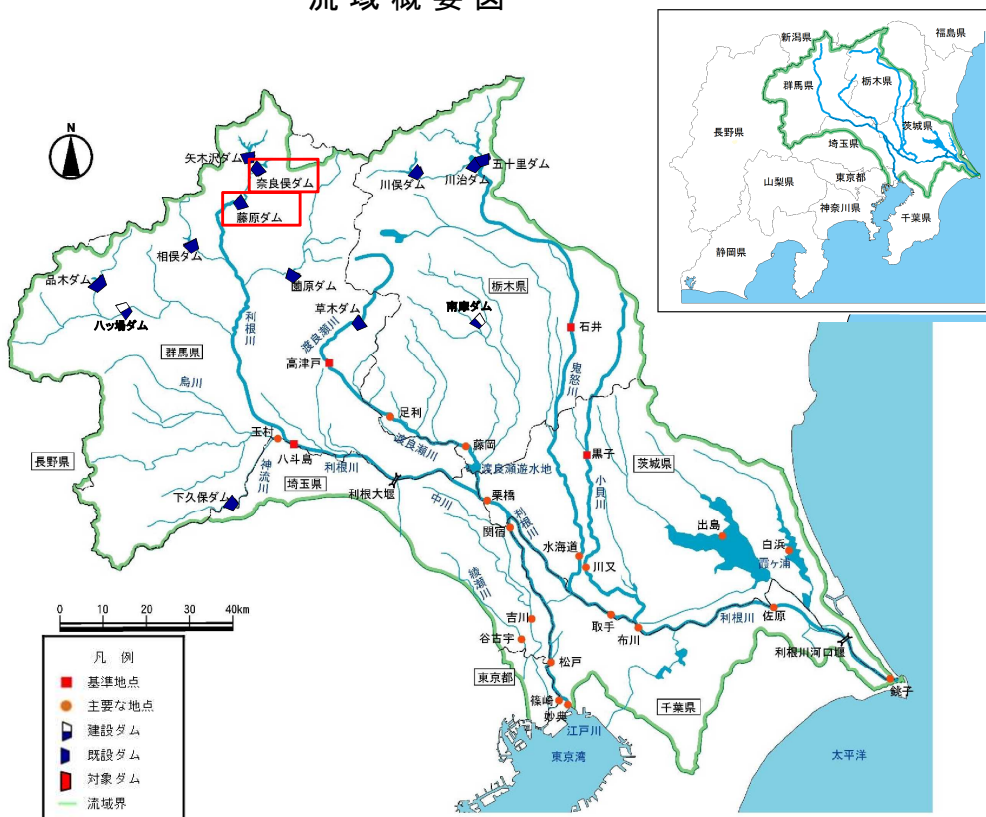 流域概要図
新潟県
福島県
群馬県
栃木県
長野県
茨城県
埼玉県
山梨県
東京都
神奈川県
千葉県
静岡県
N
矢木沢ダム
奈良俣ダム
藤原ダム
川俣ダム
川治ダム
五十里ダム
相俣ダム
品木ダム
八ッ場ダム
薗原ダム
草木ダム
南摩ダム
栃木県
石井
利根川
渡良瀬川
高津戸
群馬県
鬼怒川
烏川
足利
藤岡
渡良瀬川
玉村
八斗島
利根川
渡良瀬遊水地
黒子
茨城県
長野県
神流川
埼玉県
利根大堰
小貝川
下久保ダム
中川
栗橋
関宿
利根川
出島
水海道
白浜
霞ヶ浦
川又
綾瀬川
吉川
取手
布川
利根川
佐原
谷古宇
利根川河口堰
松戸
東京都
銚子
篠崎
妙典
千葉県
江戸川
東京湾
太平洋
0 10 20 30 40km
凡 例
基準地点
主要な地点
建設ダム
既設ダム
対象ダム
流域界